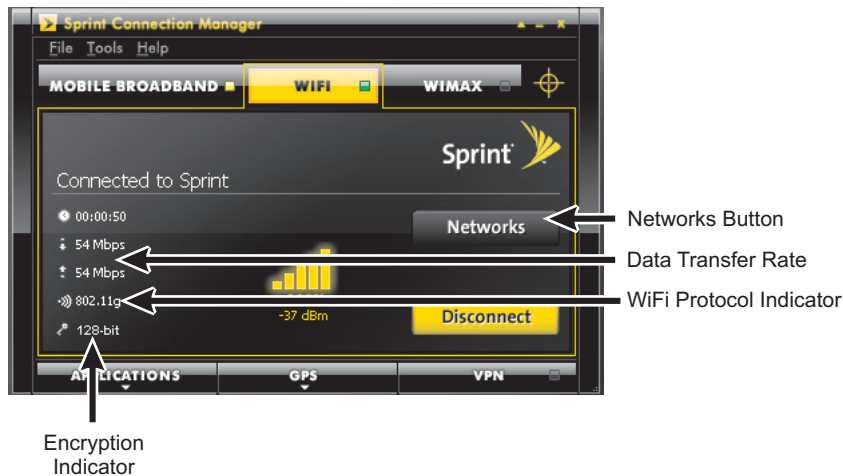 Sprint Connection Manager
File Tools Help
MOBILE BROADBAND WIFI WIMAX
Sprint
Connected to Sprint
00:00:50
Networks
Networks Button
54 Mbps
Data Transfer Rate
54 Mbps
802.11g
WiFi Protocol Indicator
-37 dBm
Disconnect
128-bit
APPLICATIONS GPS VPN
Encryption
Indicator